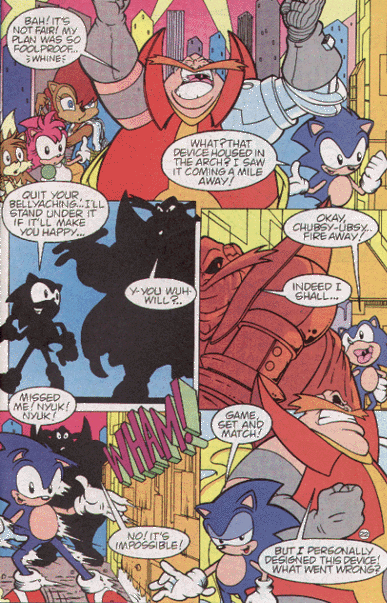 BAH! IT'S
NOT FAIR! MY
PLAN WAS SO
FOOLPROOF...
WHINE
WHAT? THAT
DEVICE HOUSED IN
THE ARCH? I SAW
IT COMING A MILE
AWAY!
QUIT YOUR
BELLYACHING... I'LL
STAND UNDER IT
IF IT'LL MAKE
YOU HAPPY...
Y-YOU WUH-
WILL?..
OKAY,
CHUBSY-UBSY...
FIRE AWAY!
INDEED I
SHALL...
MISSED
ME! NYUK!
NYUK!
WHAM!
NO! IT'S
IMPOSSIBLE!
GAME,
SET AND
MATCH!
BUT I PERSONALLY
DESIGNED THIS DEVICE!
WHAT WENT WRONG?